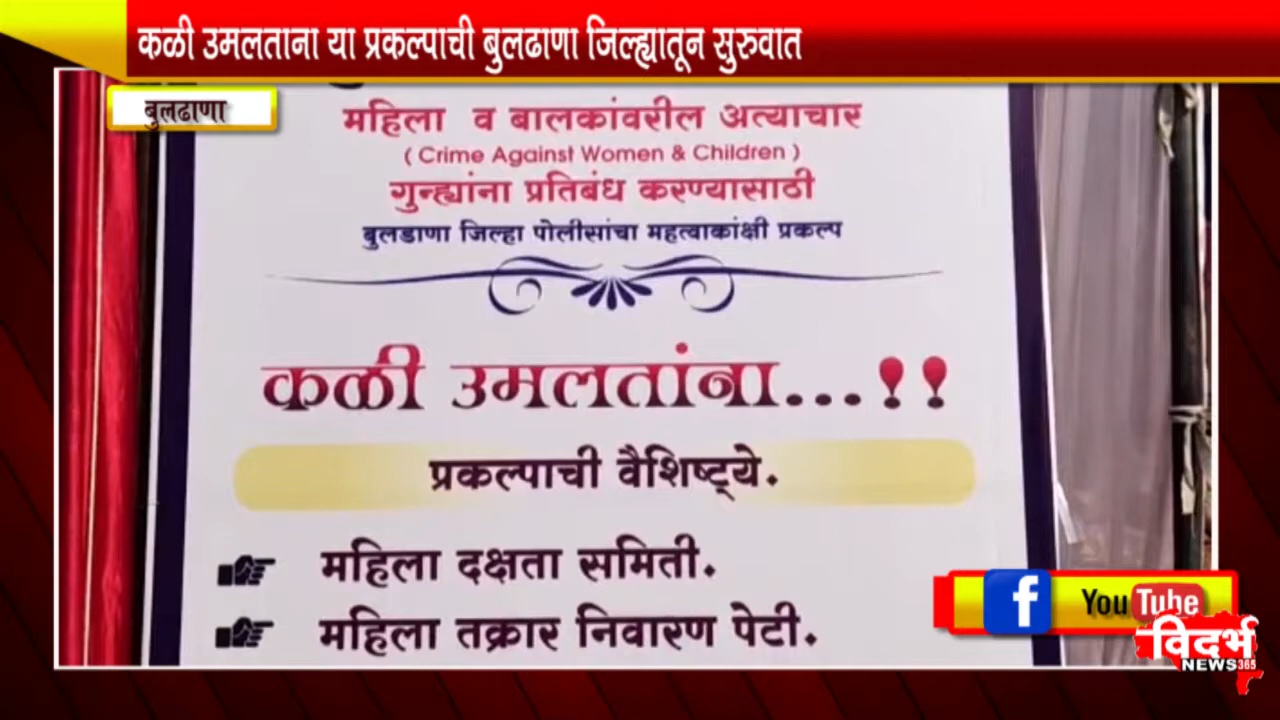 कळी उमलताना या प्रकल्पाची बुलढाणा जिल्ह्यातून सुरुवात
बुलढाणा
महिला व बालकांवरील अत्याचार
( Crime Against Women & Children )
गुन्ह्यांना प्रतिबंध करण्यासाठी
बुलडाणा जिल्हा पोलीसांचा महत्वाकांक्षी प्रकल्प
कळी उमलतांना...!!
प्रकल्पाची वैशिष्ट्ये.
महिला दक्षता समिती.
महिला तक्रार निवारण पेटी.
f YouTube
विदर्भ
NEWS365